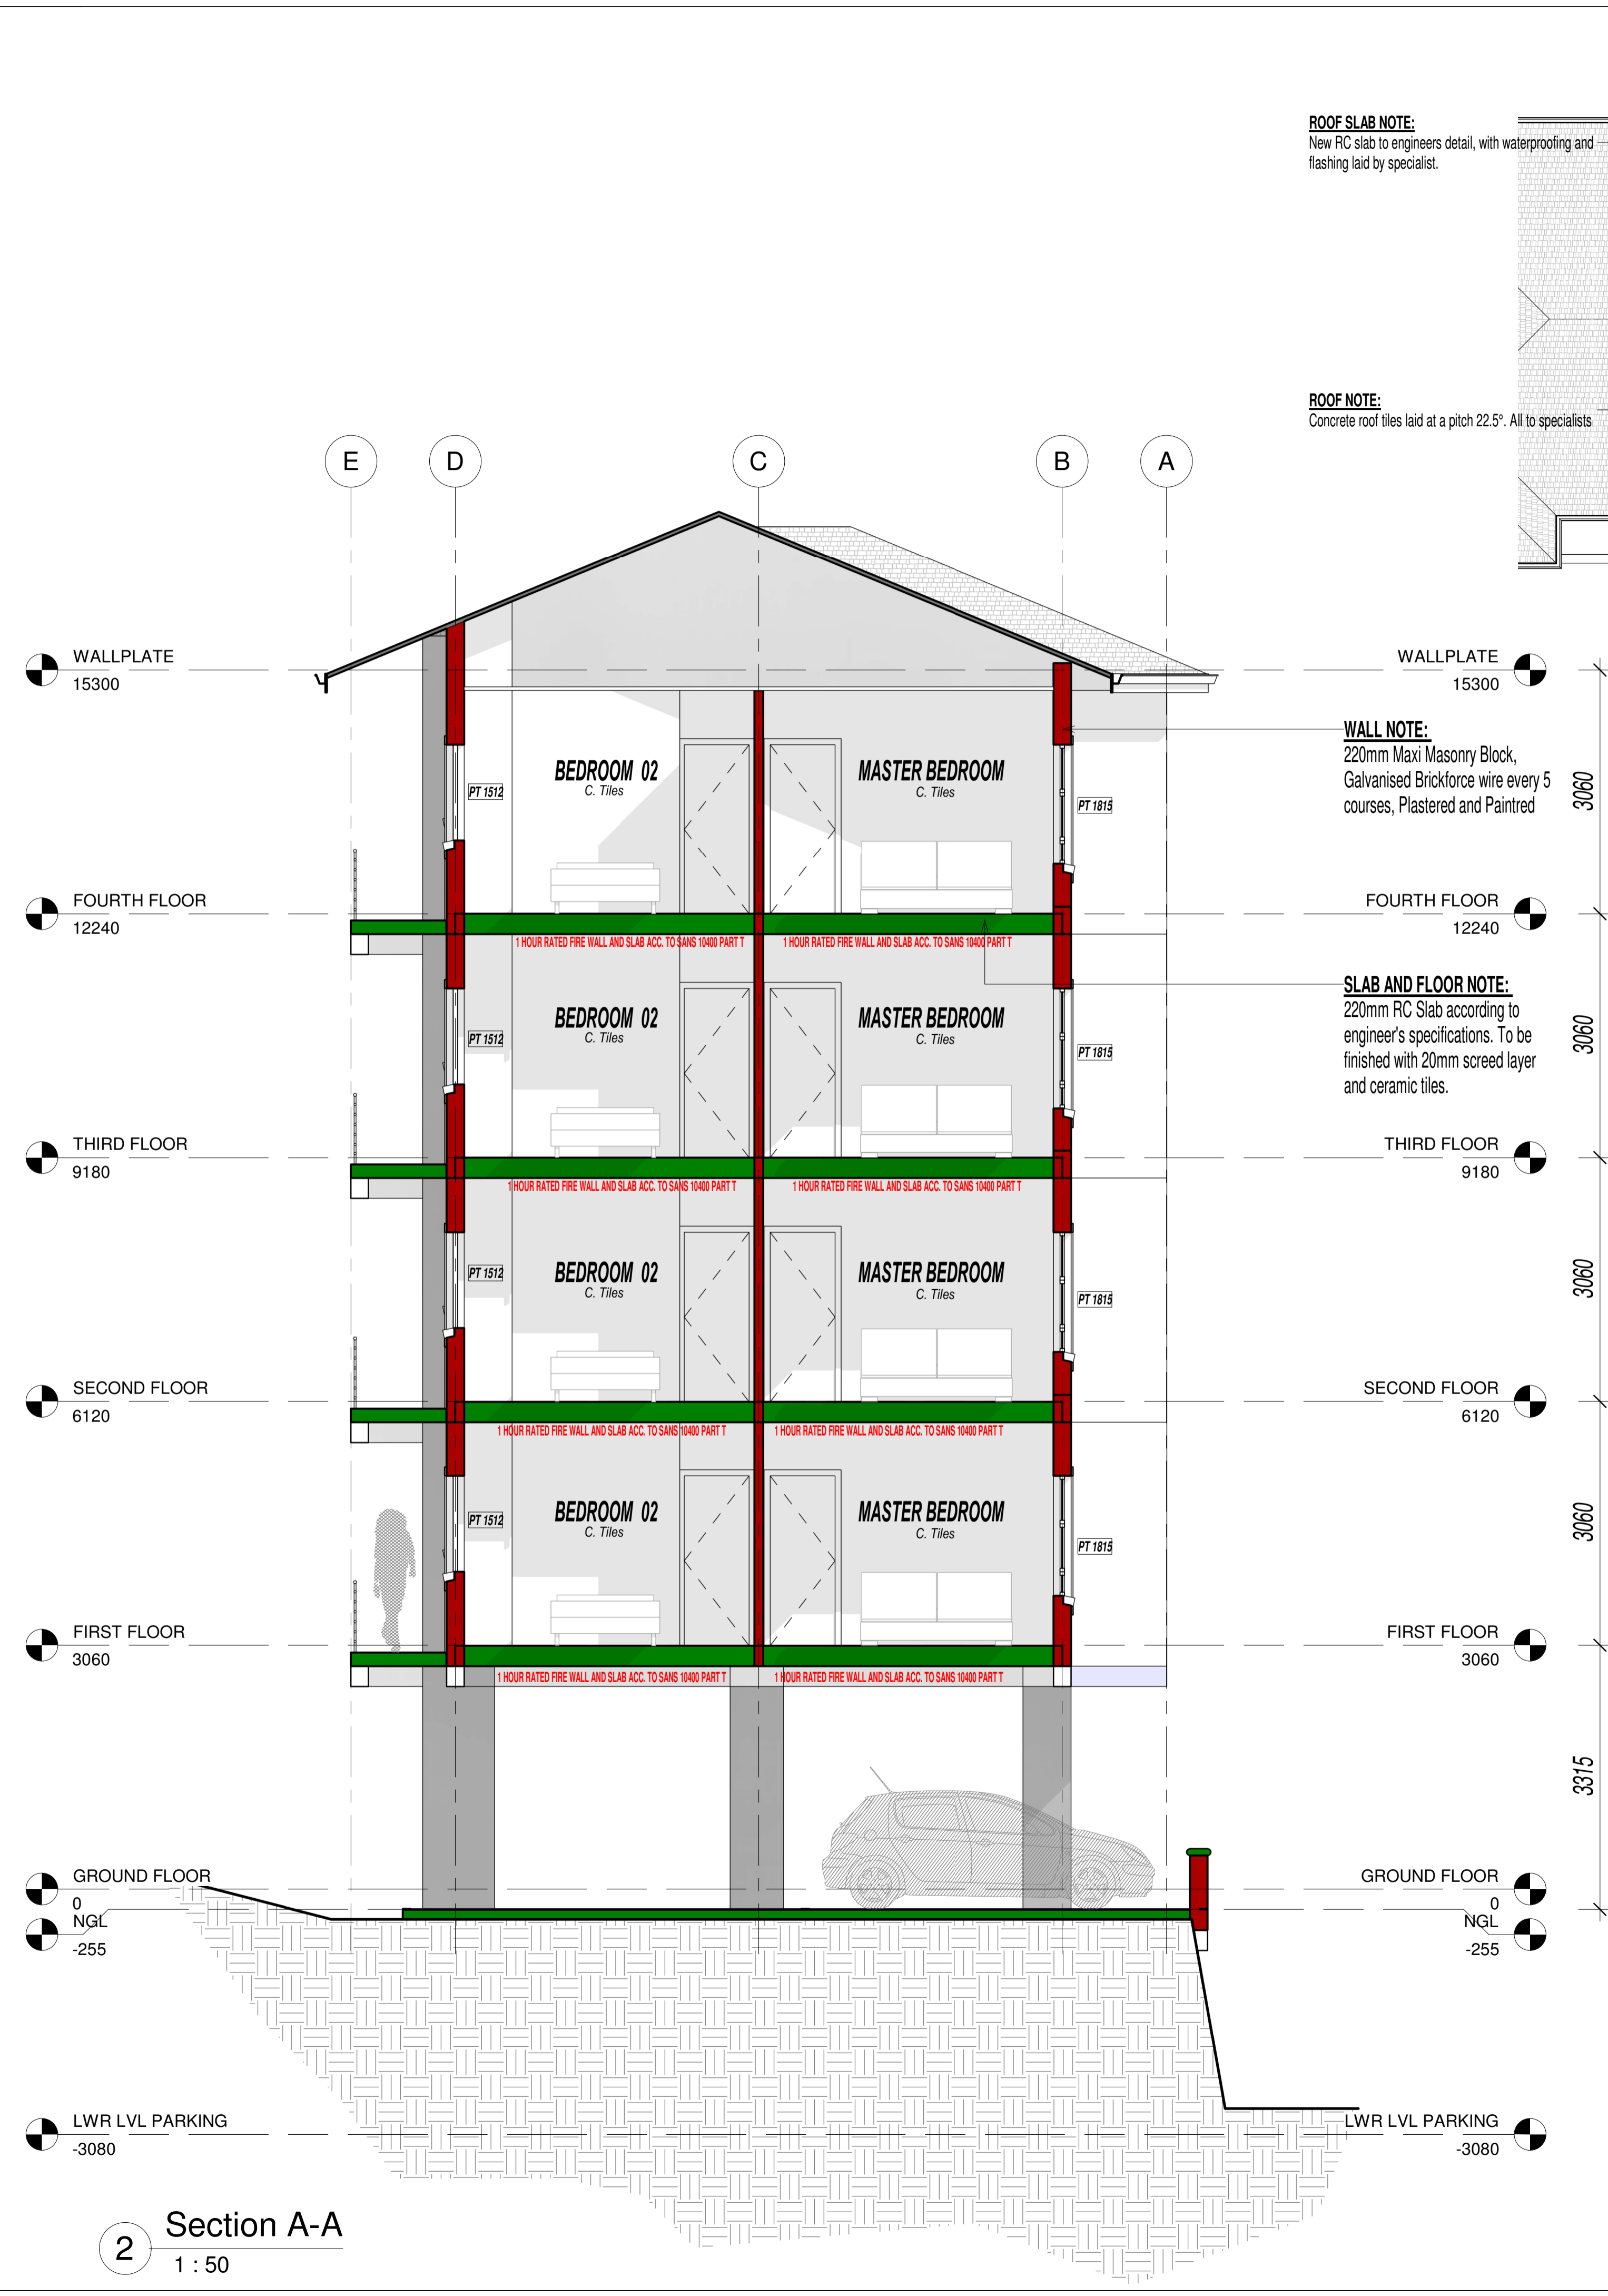 ROOF SLAB NOTE:
New RC slab to engineers detail, with waterproofing and
flashing laid by specialist.
ROOF NOTE:
Concrete roof tiles laid at a pitch 22.5°. All to specialists
E
D
C
B
A
WALLPLATE
15300
WALLPLATE
15300
WALL NOTE:
220mm Maxi Masonry Block,
Galvanised Brickforce wire every 5
courses, Plastered and Paintred
3060
BEDROOM 02
C. Tiles
MASTER BEDROOM
C. Tiles
PT 1512
PT 1815
FOURTH FLOOR
12240
FOURTH FLOOR
12240
1 HOUR RATED FIRE WALL AND SLAB ACC. TO SANS 10400 PART T
1 HOUR RATED FIRE WALL AND SLAB ACC. TO SANS 10400 PART T
SLAB AND FLOOR NOTE:
220mm RC Slab according to
engineer's specifications. To be
finished with 20mm screed layer
and ceramic tiles.
3060
BEDROOM 02
C. Tiles
MASTER BEDROOM
C. Tiles
PT 1512
PT 1815
THIRD FLOOR
9180
THIRD FLOOR
9180
1 HOUR RATED FIRE WALL AND SLAB ACC. TO SANS 10400 PART T
1 HOUR RATED FIRE WALL AND SLAB ACC. TO SANS 10400 PART T
3060
BEDROOM 02
C. Tiles
MASTER BEDROOM
C. Tiles
PT 1512
PT 1815
SECOND FLOOR
6120
SECOND FLOOR
6120
1 HOUR RATED FIRE WALL AND SLAB ACC. TO SANS 10400 PART T
1 HOUR RATED FIRE WALL AND SLAB ACC. TO SANS 10400 PART T
3060
BEDROOM 02
C. Tiles
MASTER BEDROOM
C. Tiles
PT 1512
PT 1815
FIRST FLOOR
3060
FIRST FLOOR
3060
1 HOUR RATED FIRE WALL AND SLAB ACC. TO SANS 10400 PART T
1 HOUR RATED FIRE WALL AND SLAB ACC. TO SANS 10400 PART T
3315
GROUND FLOOR
0
NGL
-255
GROUND FLOOR
0
NGL
-255
LWR LVL PARKING
-3080
LWR LVL PARKING
-3080
2
Section A-A
1 : 50